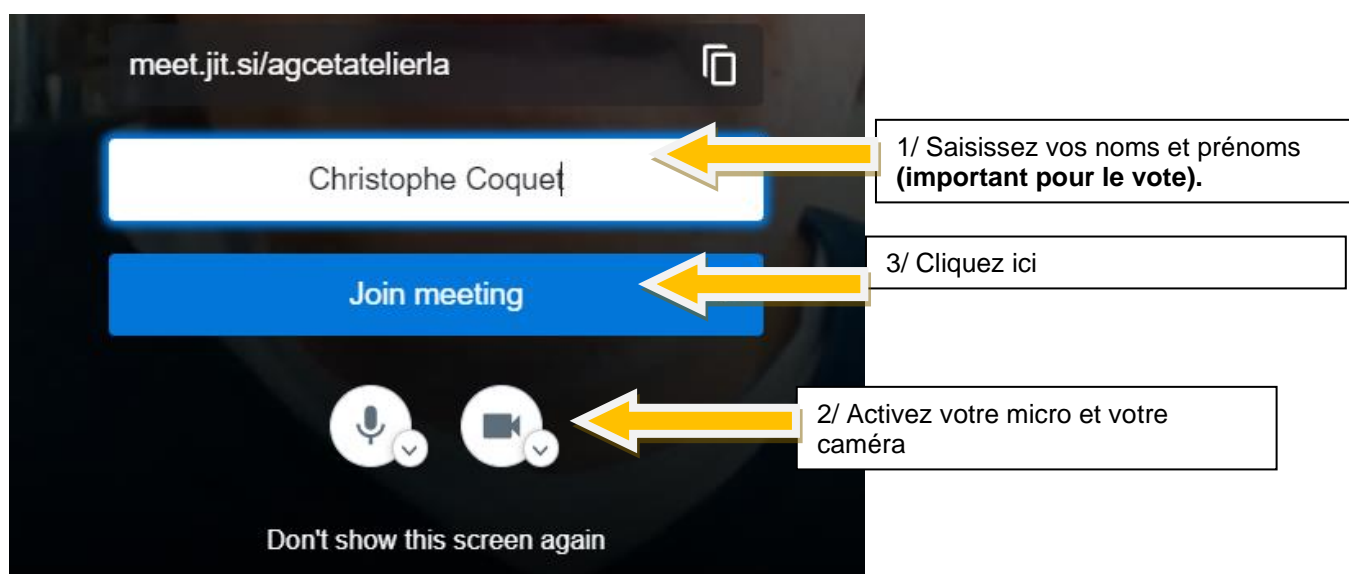 meet.jit.si/agcetatelierla
1/ Saisissez vos noms et prénoms
(important pour le vote).
Christophe Coquet
3/ Cliquez ici
Join meeting
2/ Activez votre micro et votre
caméra
Don't show this screen again